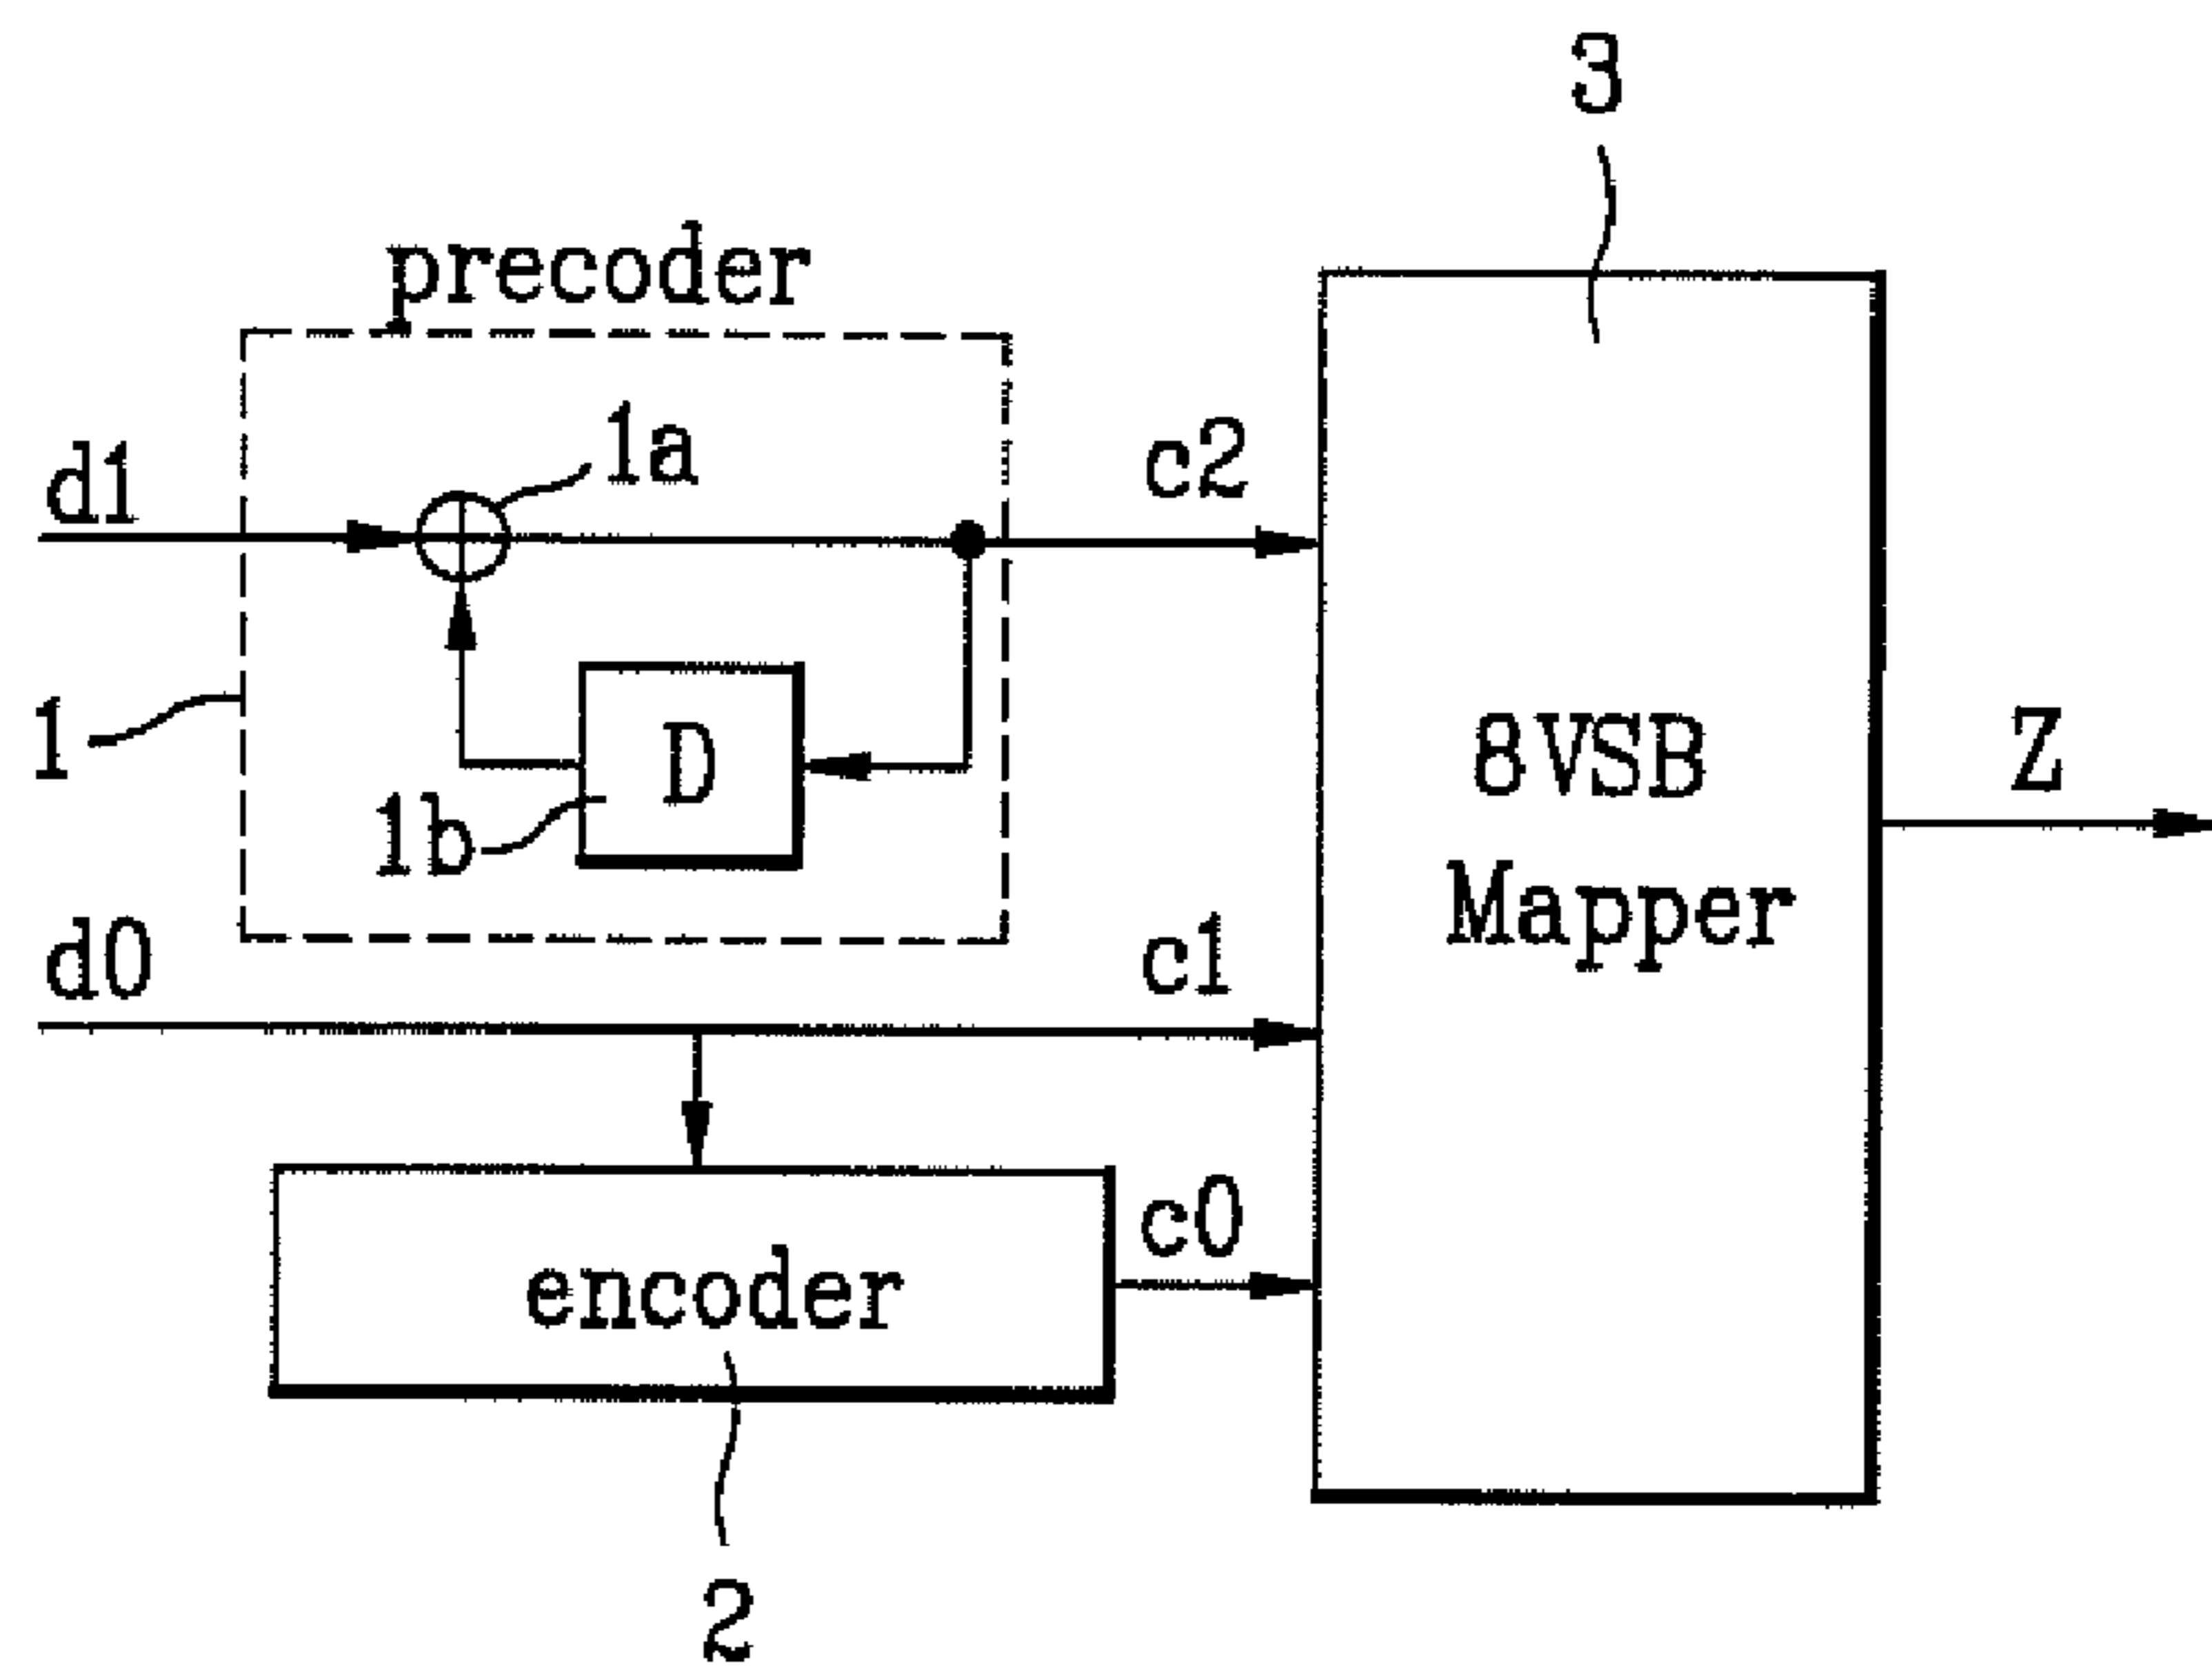 3
precoder
1a
d1
c2
1
D
1b
8VSB
Mapper
Z
d0
c1
encoder
c0
2